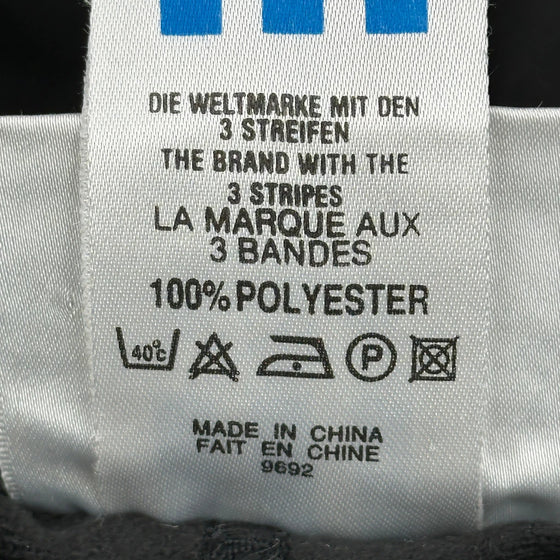 DIE WELTMARKE MIT DEN
3 STREIFEN
THE BRAND WITH THE
3 STRIPES
LA MARQUE AUX
3 BANDES
100% POLYESTER
40°C
P
MADE IN CHINA
FAIT EN CHINE
9692